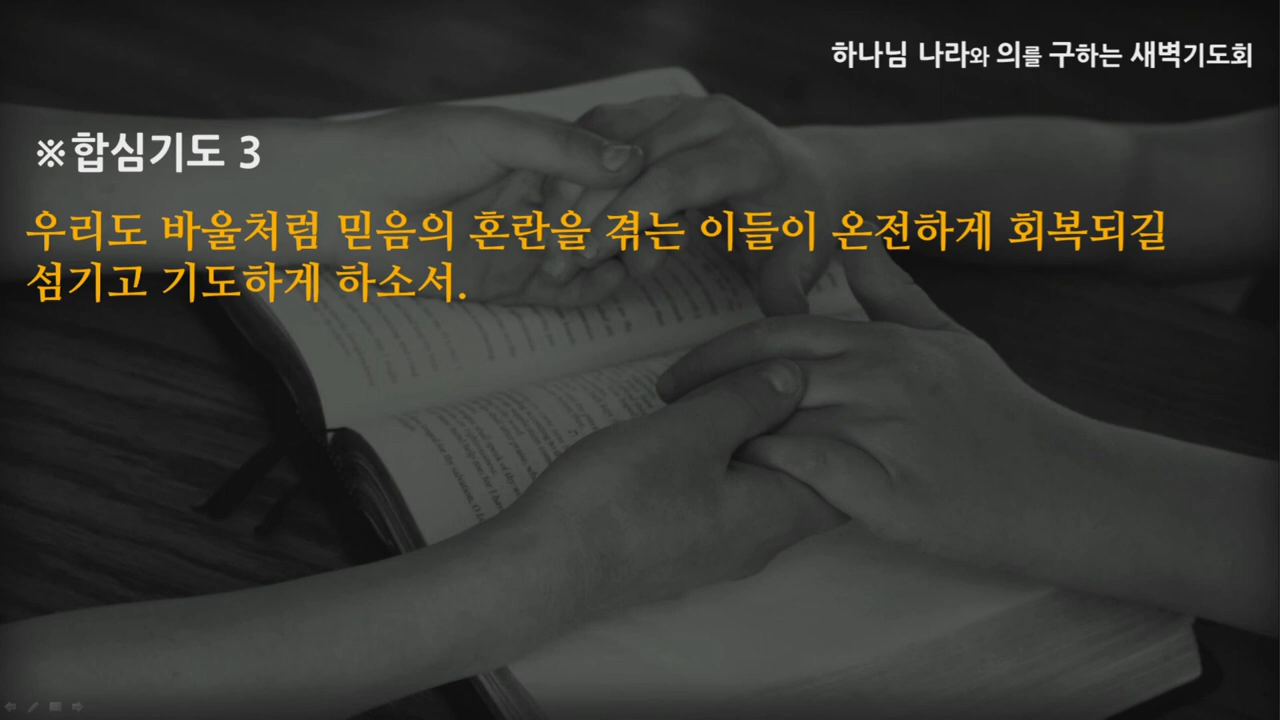 하나님 나라와 의를 구하는 새벽기도회
※합심기도 3
우리도 바울처럼 믿음의 혼란을 겪는 이들이 온전하게 회복되길
섬기고 기도하게 하소서.